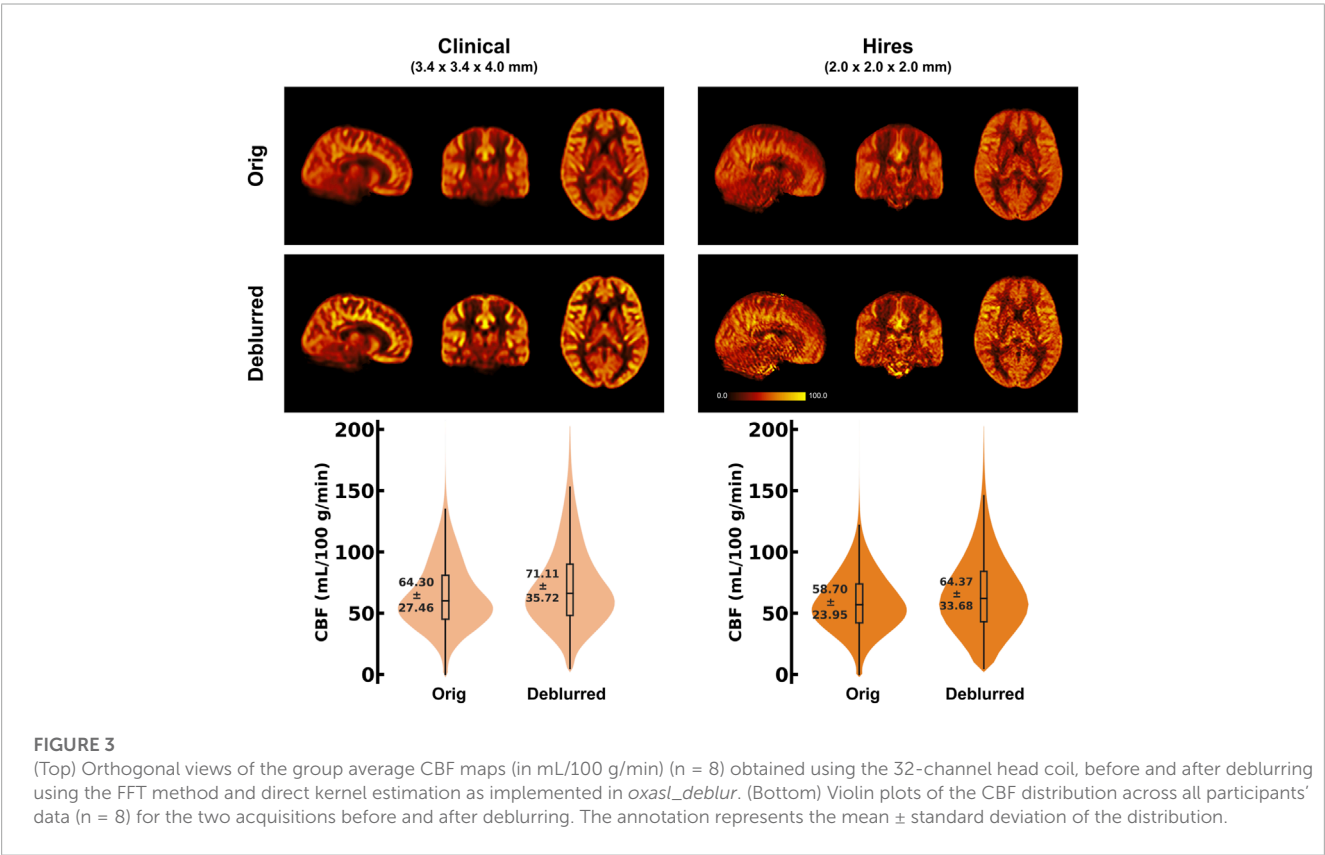 Clinical
(3.4 x 3.4 x 4.0 mm)
Hires
(2.0 x 2.0 x 2.0 mm)
Orig
Deblurred
0.0 100.0
CBF (mL/100 g/min)
200
150
100
50
0
64.30
±
27.46
71.11
±
35.72
Orig Deblurred
CBF (mL/100 g/min)
200
150
100
50
0
58.70
±
23.95
64.37
±
33.68
Orig Deblurred
FIGURE 3
(Top) Orthogonal views of the group average CBF maps (in mL/100 g/min) (n = 8) obtained using the 32-channel head coil, before and after deblurring
using the FFT method and direct kernel estimation as implemented in oxasl_deblur. (Bottom) Violin plots of the CBF distribution across all participants’
data (n = 8) for the two acquisitions before and after deblurring. The annotation represents the mean ± standard deviation of the distribution.